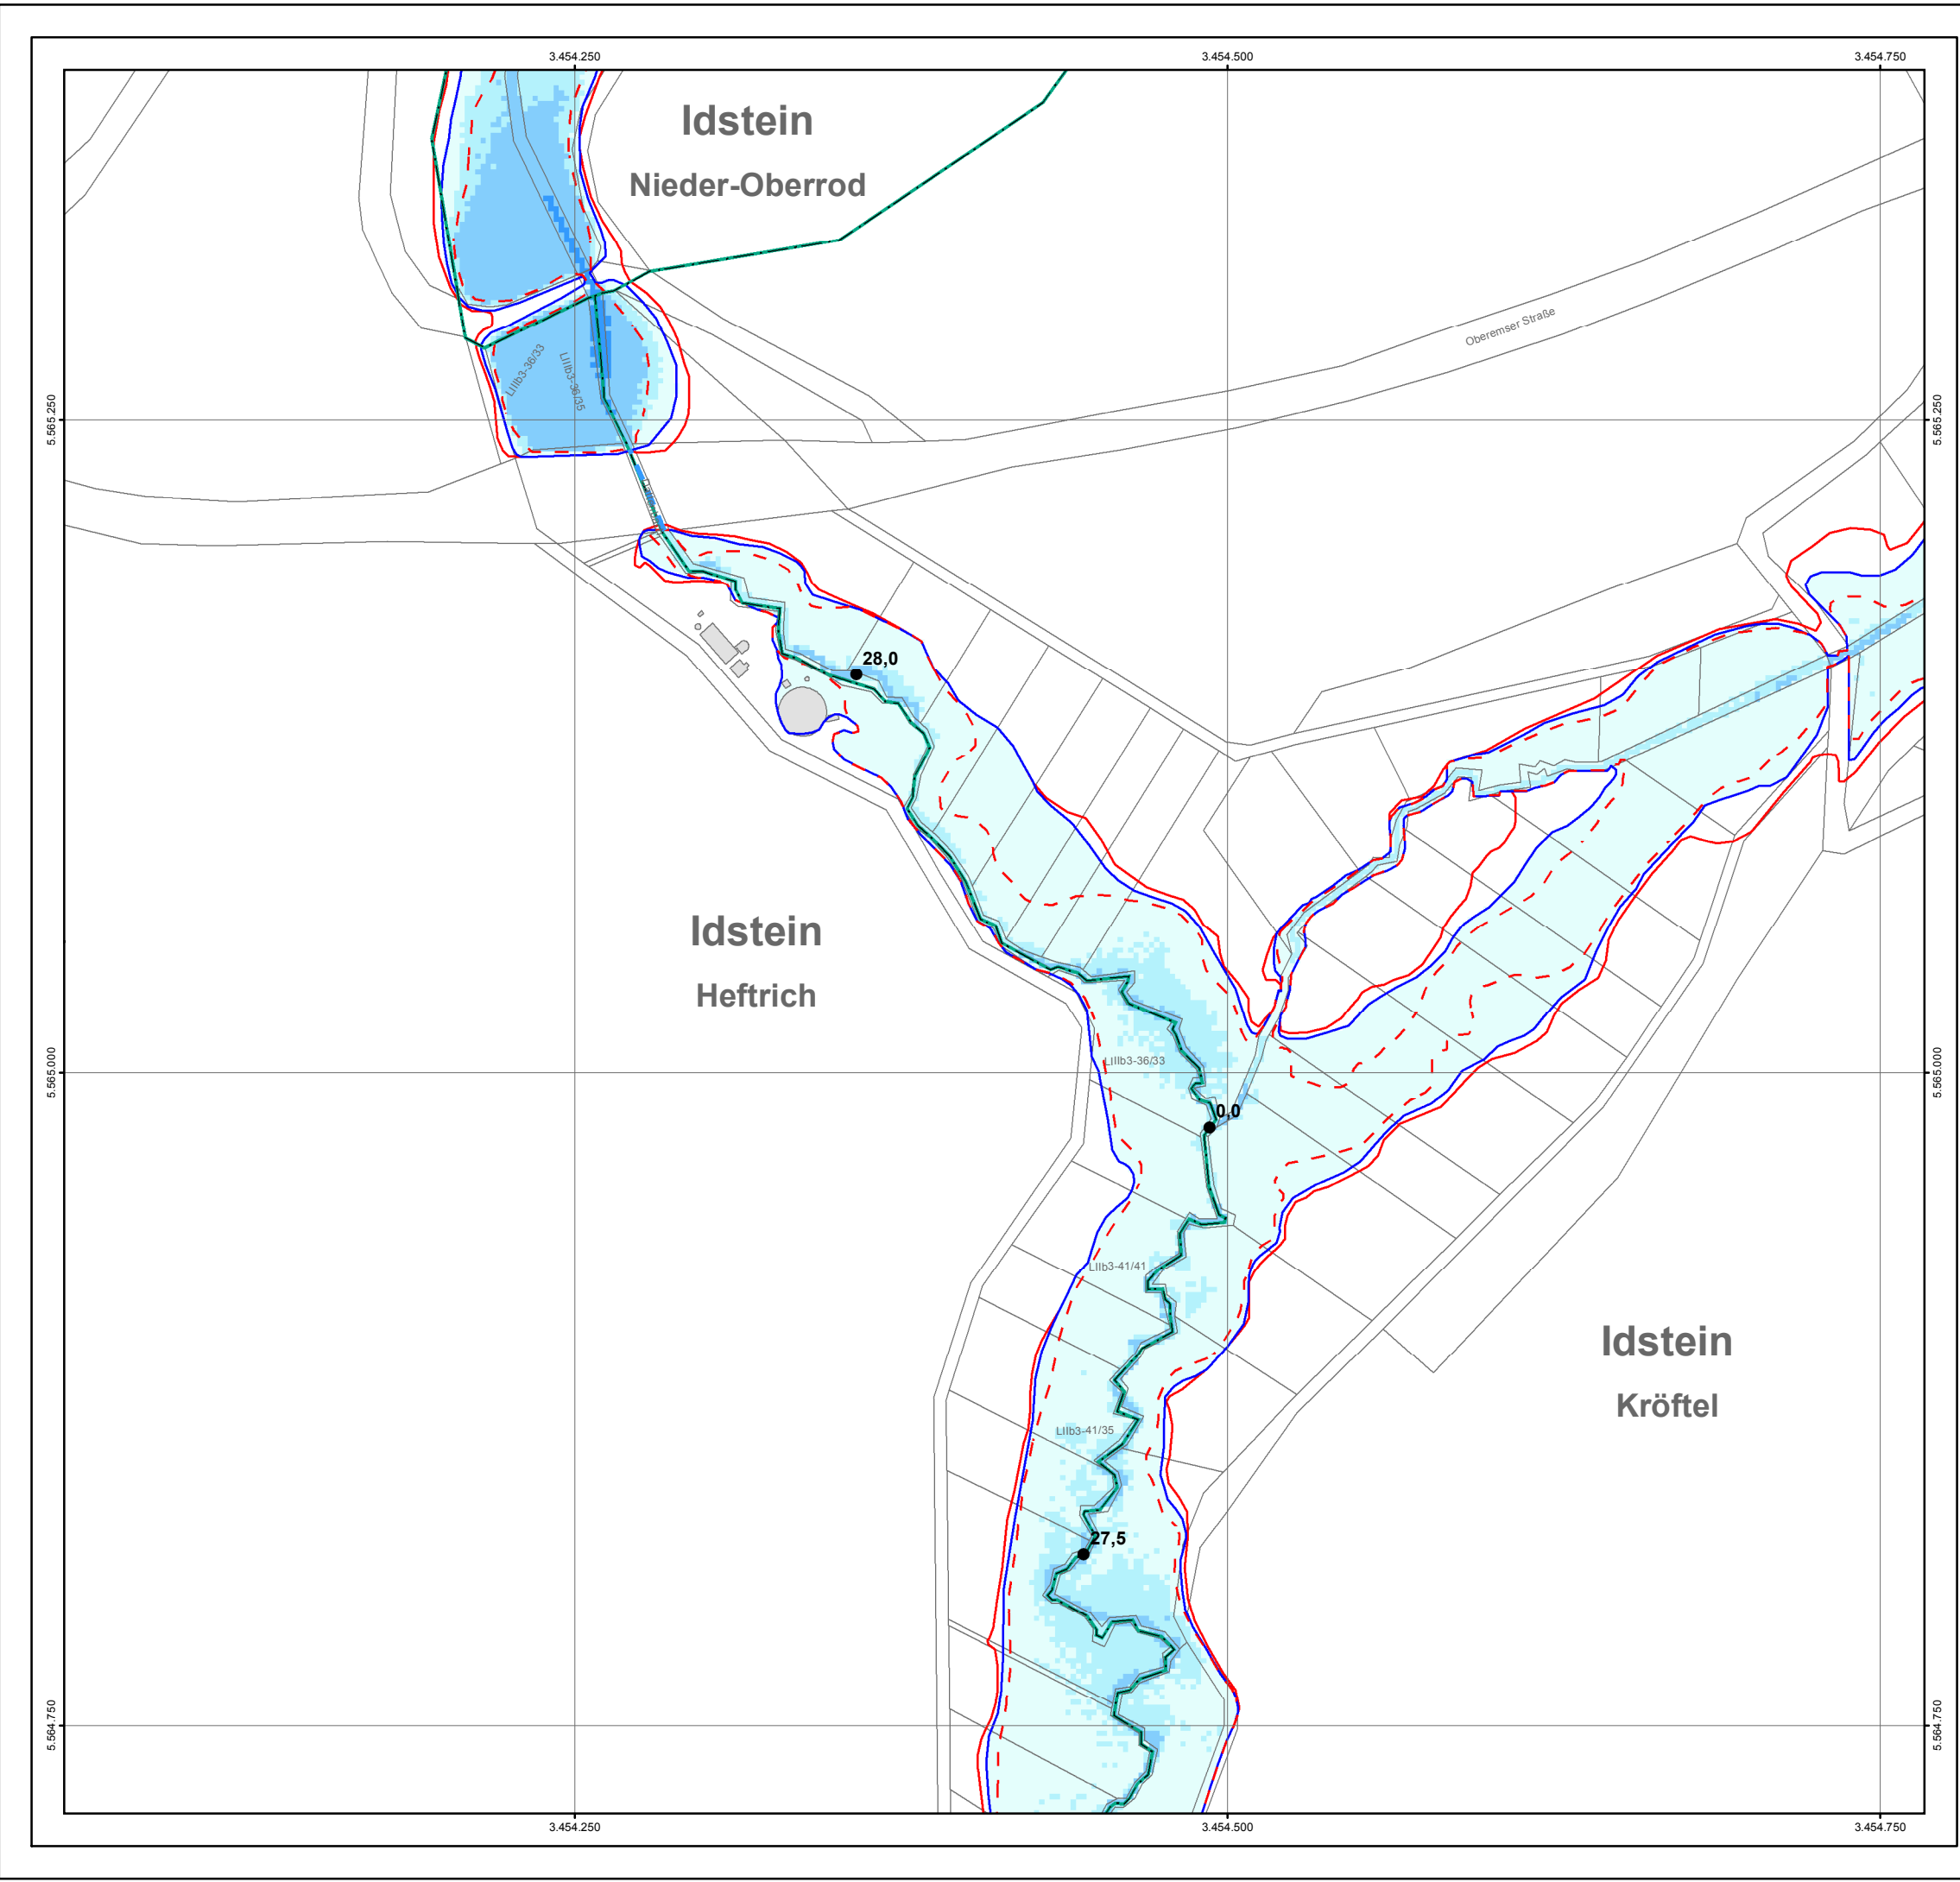 3.454.250
3.454.500
3.454.750
Idstein
Nieder-Oberrod
Oberemser Straße
LIIIb3-36/33
LIIIb3-36/35
5.565.250
5.565.250
28,0
Idstein
Heftrich
LIIIb3-36/33
5.565.000
5.565.000
0,0
LIIb3-41/41
Idstein
Kröftel
LIIb3-41/35
27,5
5.564.750
5.564.750
3.454.250
3.454.500
3.454.750